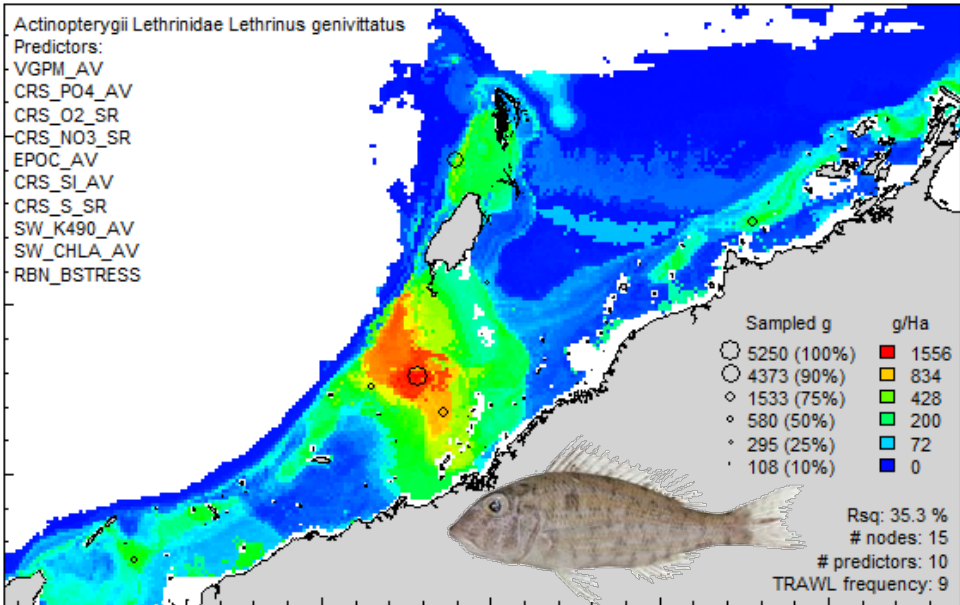 Actinopterygii Lethrinidae Lethrinus genivittatus
Predictors:
VGPM_AV
CRS_PO4_AV
CRS_O2_SR
CRS_NO3_SR
EPOC_AV
CRS_SI_AV
CRS_S_SR
SW_K490_AV
SW_CHLA_AV
RBN_BSTRESS
Sampled g g/Ha
5250 (100%) 1556
4373 (90%) 834
1533 (75%) 428
580 (50%) 200
295 (25%) 72
108 (10%) 0
Rsq: 35.3 %
# nodes: 15
# predictors: 10
TRAWL frequency: 9